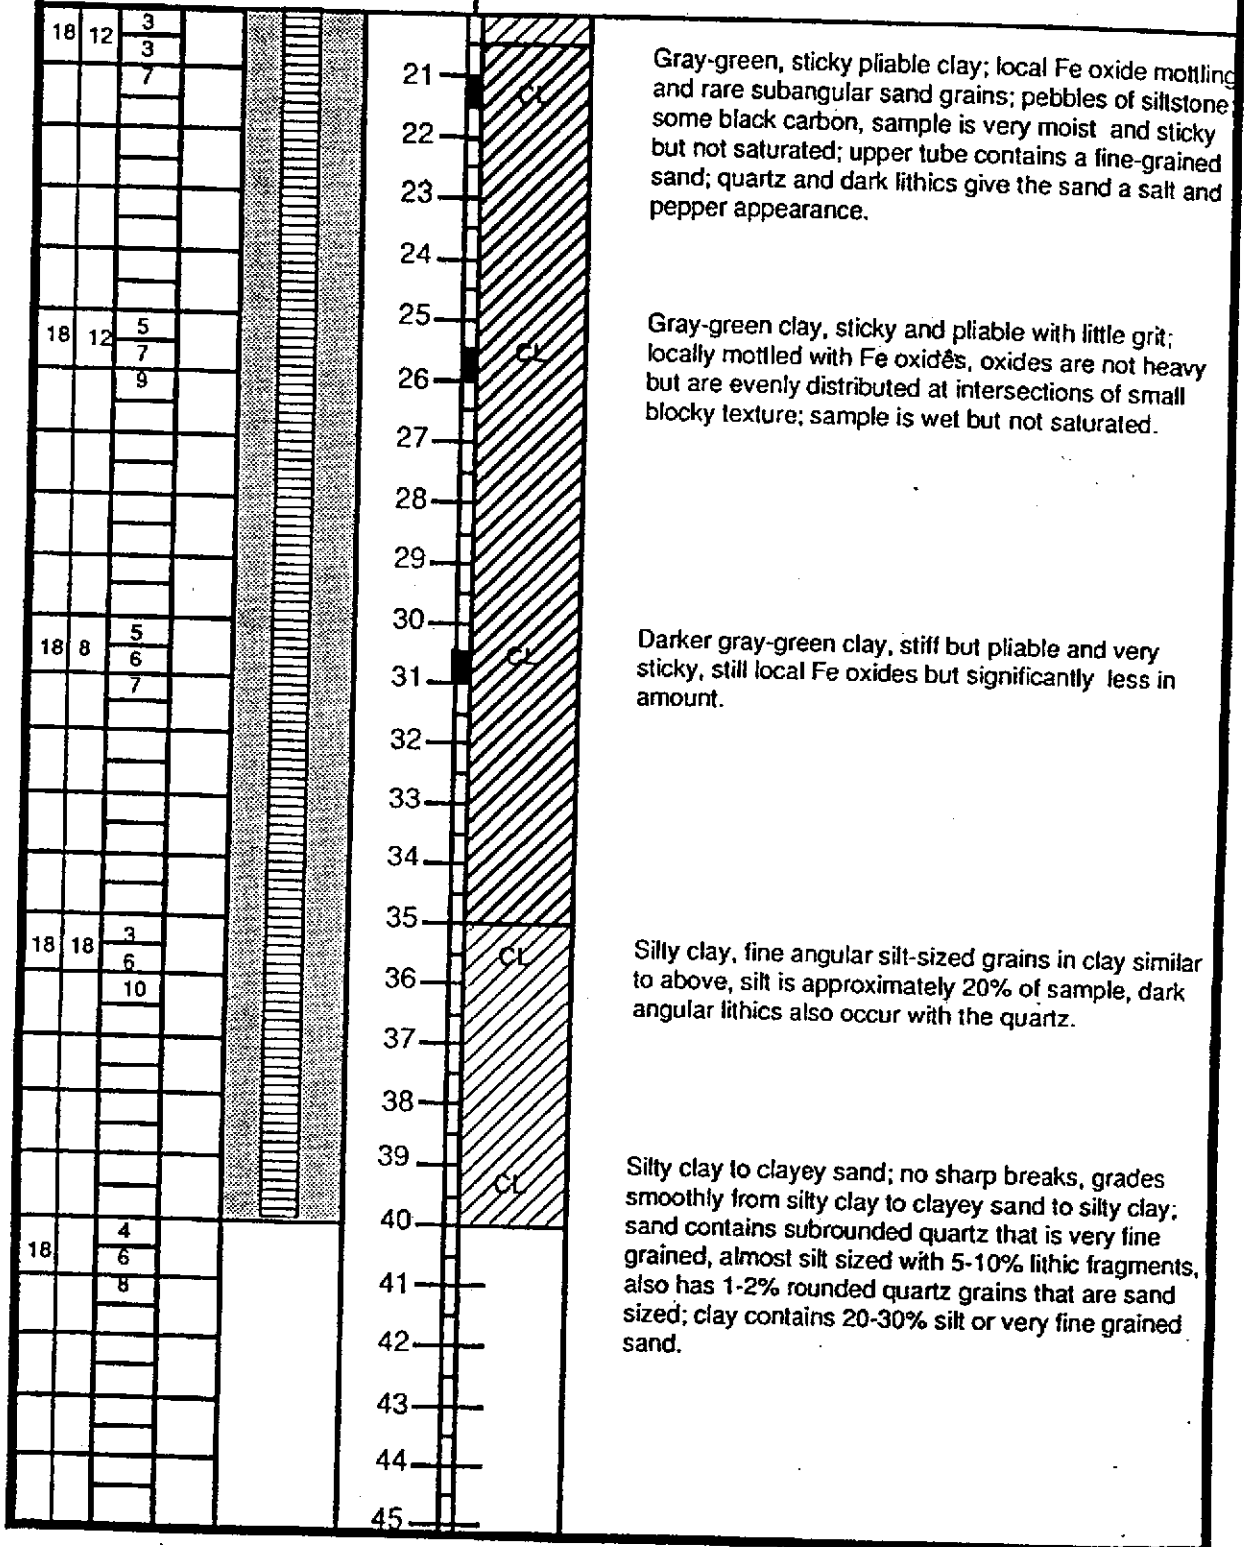 18 12 3
3
7
21
CL
22
23
24
Gray-green, sticky pliable clay; local Fe oxide mottling
and rare subangular sand grains; pebbles of siltstone;
some black carbon, sample is very moist and sticky
but not saturated; upper tube contains a fine-grained
sand; quartz and dark lithics give the sand a salt and
pepper appearance.
18 12 5
7
9
25
CL
26
27
28
29
Gray-green clay, sticky and pliable with little grit;
locally mottled with Fe oxides, oxides are not heavy
but are evenly distributed at intersections of small
blocky texture; sample is wet but not saturated.
18 8 5
6
7
30
CL
31
32
33
34
Darker gray-green clay, stiff but pliable and very
sticky, still local Fe oxides but significantly less in
amount.
18 18 3
6
10
35
CL
36
37
38
Silly clay, fine angular silt-sized grains in clay similar
to above, silt is approximately 20% of sample, dark
angular lithics also occur with the quartz.
39
CL
40
18 4
6
8
41
42
43
44
45
Silty clay to clayey sand; no sharp breaks, grades
smoothly from silty clay to clayey sand to silty clay;
sand contains subrounded quartz that is very fine
grained, almost silt sized with 5-10% lithic fragments,
also has 1-2% rounded quartz grains that are sand
sized; clay contains 20-30% silt or very fine grained
sand.